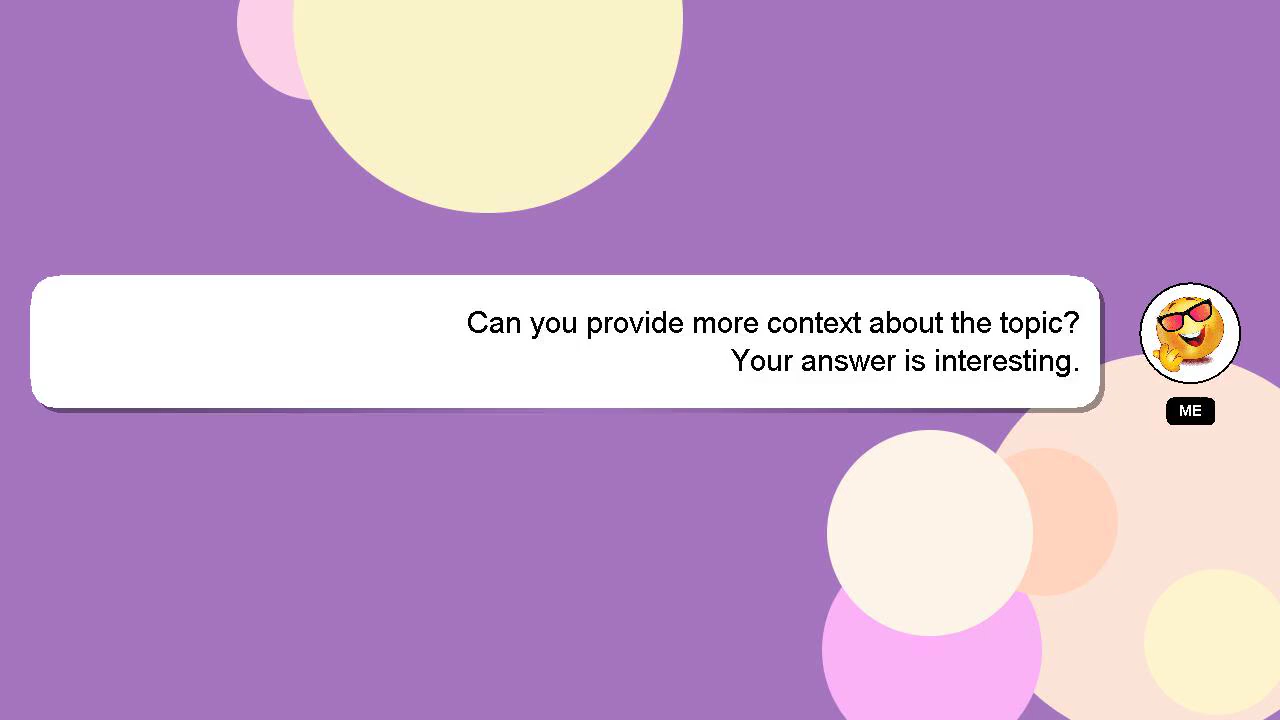 Can you provide more context about the topic?
Your answer is interesting.
ME